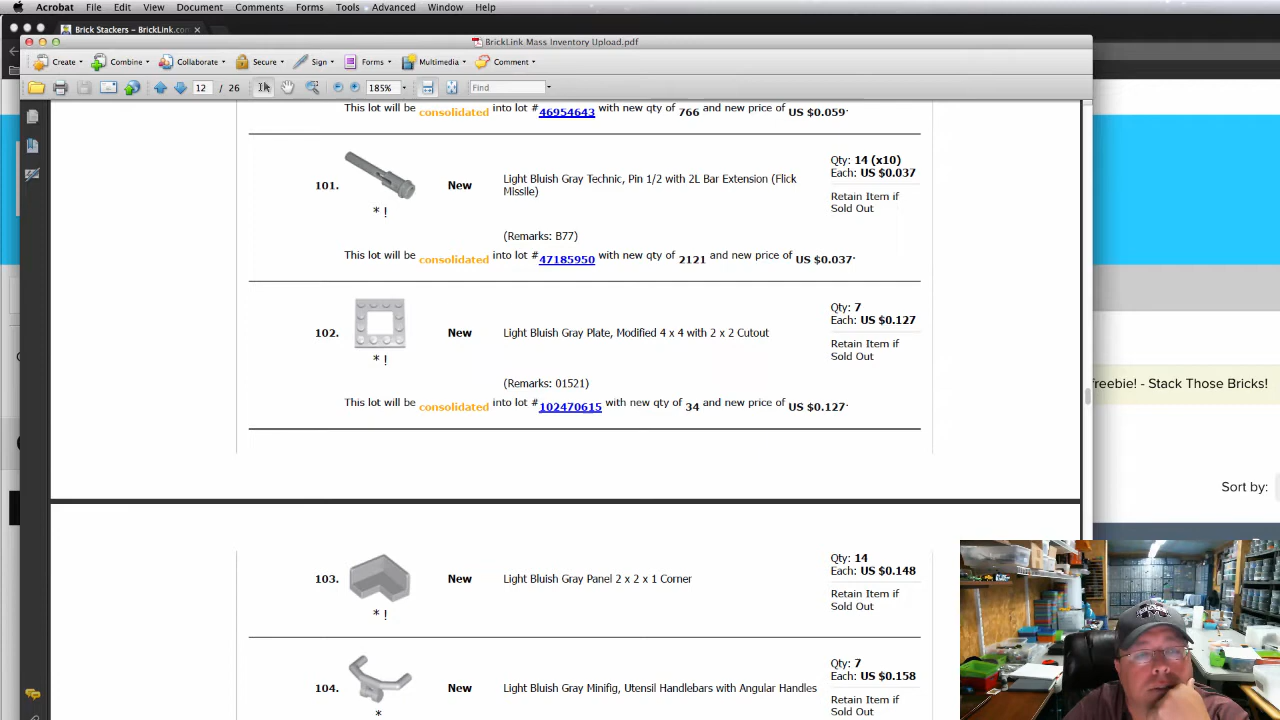 Acrobat File Edit View Document Comments Forms Tools Advanced Window Help
Brick Stackers – BrickLink.com
BrickLink Mass Inventory Upload.pdf
Create Combine Collaborate Secure Sign Forms Multimedia Comment
12 / 26 185% Find
This lot will be consolidated into lot #46954643 with new qty of 766 and new price of US $0.059.
101.
* !
New
Light Bluish Gray Technic, Pin 1/2 with 2L Bar Extension (Flick
Missile)
(Remarks: B77)
Qty: 14 (x10)
Each: US $0.037
Retain Item if
Sold Out
This lot will be consolidated into lot #47185950 with new qty of 2121 and new price of US $0.037.
102.
* !
New
Light Bluish Gray Plate, Modified 4 x 4 with 2 x 2 Cutout
(Remarks: 01521)
Qty: 7
Each: US $0.127
Retain Item if
Sold Out
This lot will be consolidated into lot #102470615 with new qty of 34 and new price of US $0.127.
103.
* !
New
Light Bluish Gray Panel 2 x 2 x 1 Corner
Qty: 14
Each: US $0.148
Retain Item if
Sold Out
104.
*
New
Light Bluish Gray Minifig, Utensil Handlebars with Angular Handles
Qty: 7
Each: US $0.158
Retain Item if
Sold Out
freebie! - Stack Those Bricks!
Sort by: